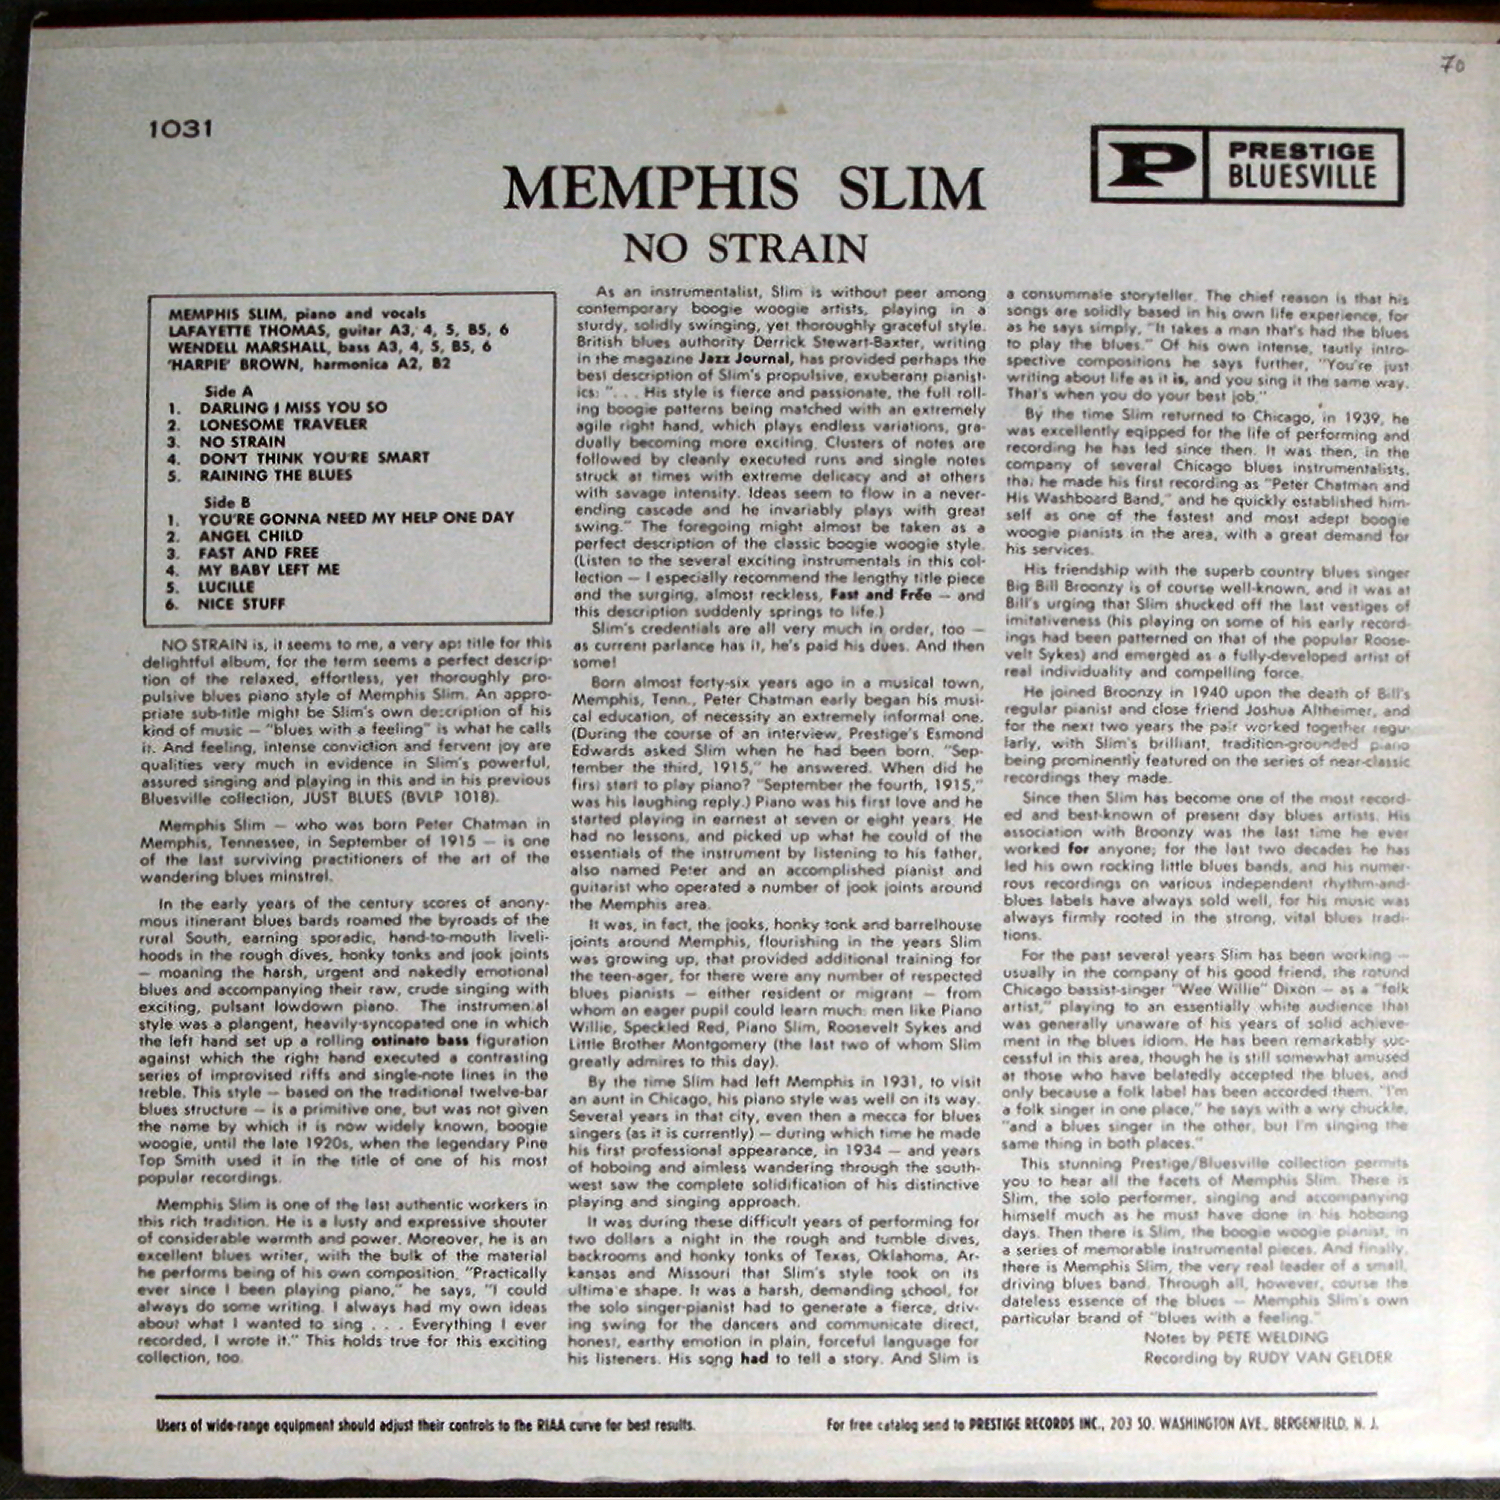 70
1031
P PRESTIGE
BLUESVILLE
MEMPHIS SLIM
NO STRAIN
MEMPHIS SLIM, piano and vocals
LAFAYETTE THOMAS, guitar A3, 4, 5, B5, 6
WENDELL MARSHALL, bass A3, 4, 5, B5, 6
'HARPIE' BROWN, harmonica A2, B2
Side A
1. DARLING I MISS YOU SO
2. LONESOME TRAVELER
3. NO STRAIN
4. DON'T THINK YOU'RE SMART
5. RAINING THE BLUES
Side B
1. YOU'RE GONNA NEED MY HELP ONE DAY
2. ANGEL CHILD
3. FAST AND FREE
4. MY BABY LEFT ME
5. LUCILLE
6. NICE STUFF
NO STRAIN is, it seems to me, a very apt title for this
delightful album, for the term seems a perfect descrip-
tion of the relaxed, effortless, yet thoroughly pro-
pulsive blues piano style of Memphis Slim. An appro-
priate sub-title might be Slim's own description of his
kind of music — "blues with a feeling" is what he calls
it. And feeling, intense conviction and fervent joy are
qualities very much in evidence in Slim's powerful,
assured singing and playing in this and in his previous
Bluesville collection, JUST BLUES (BVLP 1018).
Memphis Slim — who was born Peter Chatman in
Memphis, Tennessee, in September of 1915 — is one
of the last surviving practitioners of the art of the
wandering blues minstrel.
In the early years of the century scores of anony-
mous itinerant blues bards roamed the byroads of the
rural South, earning sporadic, hand-to-mouth liveli-
hoods in the rough dives, honky tonks and jook joints
— moaning the harsh, urgent and nakedly emotional
blues and accompanying their raw, crude singing with
exciting, pulsant lowdown piano. The instrumental
style was a plangent, heavily-syncopated one in which
the left hand set up a rolling ostinato bass figuration
against which the right hand executed a contrasting
series of improvised riffs and single-note lines in the
treble. This style — based on the traditional twelve-bar
blues structure — is a primitive one, but was not given
the name by which it is now widely known, boogie
woogie, until the late 1920s, when the legendary Pine
Top Smith used it in the title of one of his most
popular recordings.
Memphis Slim is one of the last authentic workers in
this rich tradition. He is a lusty and expressive shouter
of considerable warmth and power. Moreover, he is an
excellent blues writer, with the bulk of the material
he performs being of his own composition. "Practically
ever since I been playing piano," he says, "I could
always do some writing. I always had my own ideas
about what I wanted to sing . . . Everything I ever
recorded, I wrote it." This holds true for this exciting
collection, too.
As an instrumentalist, Slim is without peer among
contemporary boogie woogie artists, playing in a
sturdy, solidly swinging, yet thoroughly graceful style.
British blues authority Derrick Stewart-Baxter, writing
in the magazine Jazz Journal, has provided perhaps the
best description of Slim's propulsive, exuberant pianist-
ics: ". . . His style is fierce and passionate, the full roll-
ing boogie patterns being matched with an extremely
agile right hand, which plays endless variations, gra-
dually becoming more exciting. Clusters of notes are
followed by cleanly executed runs and single notes
struck at times with extreme delicacy and at others
with savage intensity. Ideas seem to flow in a never-
ending cascade and he invariably plays with great
swing." The foregoing might almost be taken as a
perfect description of the classic boogie woogie style.
(Listen to the several exciting instrumentals in this col-
lection — I especially recommend the lengthy title piece
and the surging, almost reckless, Fast and Free — and
this description suddenly springs to life.)
Slim's credentials are all very much in order, too —
as current parlance has it, he's paid his dues. And then
some!
Born almost forty-six years ago in a musical town,
Memphis, Tenn., Peter Chatman early began his musi-
cal education, of necessity an extremely informal one.
(During the course of an interview, Prestige's Esmond
Edwards asked Slim when he had been born. "Sep-
tember the third, 1915," he answered. When did he
first start to play piano? "September the fourth, 1915,"
was his laughing reply.) Piano was his first love and he
started playing in earnest at seven or eight years. He
had no lessons, and picked up what he could of the
essentials of the instrument by listening to his father,
also named Peter and an accomplished pianist and
guitarist who operated a number of jook joints around
the Memphis area.
It was, in fact, the jooks, honky tonk and barrelhouse
joints around Memphis, flourishing in the years Slim
was growing up, that provided additional training for
the teen-ager, for there were any number of respected
blues pianists — either resident or migrant — from
whom an eager pupil could learn much: men like Piano
Willie, Speckled Red, Piano Slim, Roosevelt Sykes and
Little Brother Montgomery (the last two of whom Slim
greatly admires to this day).
By the time Slim had left Memphis in 1931, to visit
an aunt in Chicago, his piano style was well on its way.
Several years in that city, even then a mecca for blues
singers (as it is currently) — during which time he made
his first professional appearance, in 1934 — and years
of hoboing and aimless wandering through the south-
west saw the complete solidification of his distinctive
playing and singing approach.
It was during these difficult years of performing for
two dollars a night in the rough and tumble dives,
backrooms and honky tonks of Texas, Oklahoma, Ar-
kansas and Missouri that Slim's style took on its
ultimate shape. It was a harsh, demanding school, for
the solo singer-pianist had to generate a fierce, driv-
ing swing for the dancers and communicate direct,
honest, earthy emotion in plain, forceful language for
his listeners. His song had to tell a story. And Slim is
a consummate storyteller. The chief reason is that his
songs are solidly based in his own life experience, for
as he says simply, "It takes a man that's had the blues
to play the blues." Of his own intense, tautly intro-
spective compositions he says further, "You're just
writing about life as it is, and you sing it the same way.
That's when you do your best job."
By the time Slim returned to Chicago, in 1939, he
was excellently eqipped for the life of performing and
recording he has led since then. It was then, in the
company of several Chicago blues instrumentalists,
that he made his first recording as "Peter Chatman and
His Washboard Band," and he quickly established him-
self as one of the fastest and most adept boogie
woogie pianists in the area, with a great demand for
his services.
His friendship with the superb country blues singer
Big Bill Broonzy is of course well-known, and it was at
Bill's urging that Slim shucked off the last vestiges of
imitativeness (his playing on some of his early record-
ings had been patterned on that of the popular Roose-
velt Sykes) and emerged as a fully-developed artist of
real individuality and compelling force.
He joined Broonzy in 1940 upon the death of Bill's
regular pianist and close friend Joshua Altheimer, and
for the next two years the pair worked together regu-
larly, with Slim's brilliant, tradition-grounded piano
being prominently featured on the series of near-classic
recordings they made.
Since then Slim has become one of the most record-
ed and best-known of present day blues artists. His
association with Broonzy was the last time he ever
worked for anyone; for the last two decades he has
led his own rocking little blues bands, and his numer-
rous recordings on various independent rhythm-and-
blues labels have always sold well, for his music was
always firmly rooted in the strong, vital blues tradi-
tions.
For the past several years Slim has been working —
usually in the company of his good friend, the rotund
Chicago bassist-singer "Wee Willie" Dixon — as a "folk
artist," playing to an essentially white audience that
was generally unaware of his years of solid achieve-
ment in the blues idiom. He has been remarkably suc-
cessful in this area, though he is still somewhat amused
at those who have belatedly accepted the blues, and
only because a folk label has been accorded them. "I'm
a folk singer in one place," he says with a wry chuckle,
"and a blues singer in the other, but I'm singing the
same thing in both places."
This stunning Prestige/Bluesville collection permits
you to hear all the facets of Memphis Slim. There is
Slim, the solo performer, singing and accompanying
himself much as he must have done in his hoboing
days. Then there is Slim, the boogie woogie pianist, in
a series of memorable instrumental pieces. And finally,
there is Memphis Slim, the very real leader of a small,
driving blues band. Through all, however, course the
dateless essence of the blues — Memphis Slim's own
particular brand of "blues with a feeling."
Notes by PETE WELDING
Recording by RUDY VAN GELDER
Users of wide-range equipment should adjust their controls to the RIAA curve for best results.
For free catalog send to PRESTIGE RECORDS INC., 203 SO. WASHINGTON AVE., BERGENFIELD, N. J.